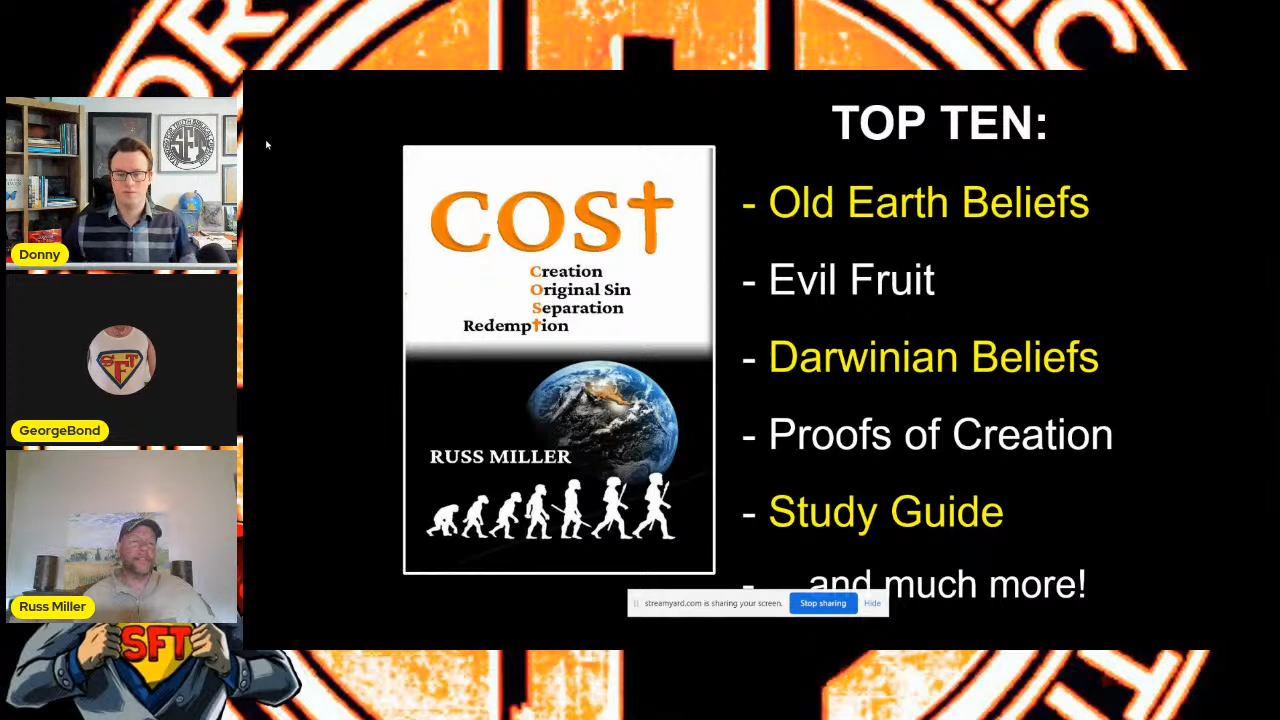 TOP TEN:
- Old Earth Beliefs
- Evil Fruit
- Darwinian Beliefs
- Proofs of Creation
- Study Guide
and much more!
cost
Creation
Original Sin
Separation
Redemption
RUSS MILLER
streamyard.com is sharing your screen. Stop sharing Hide
SFT
Donny
SFT
GeorgeBond
Russ Miller
SFT